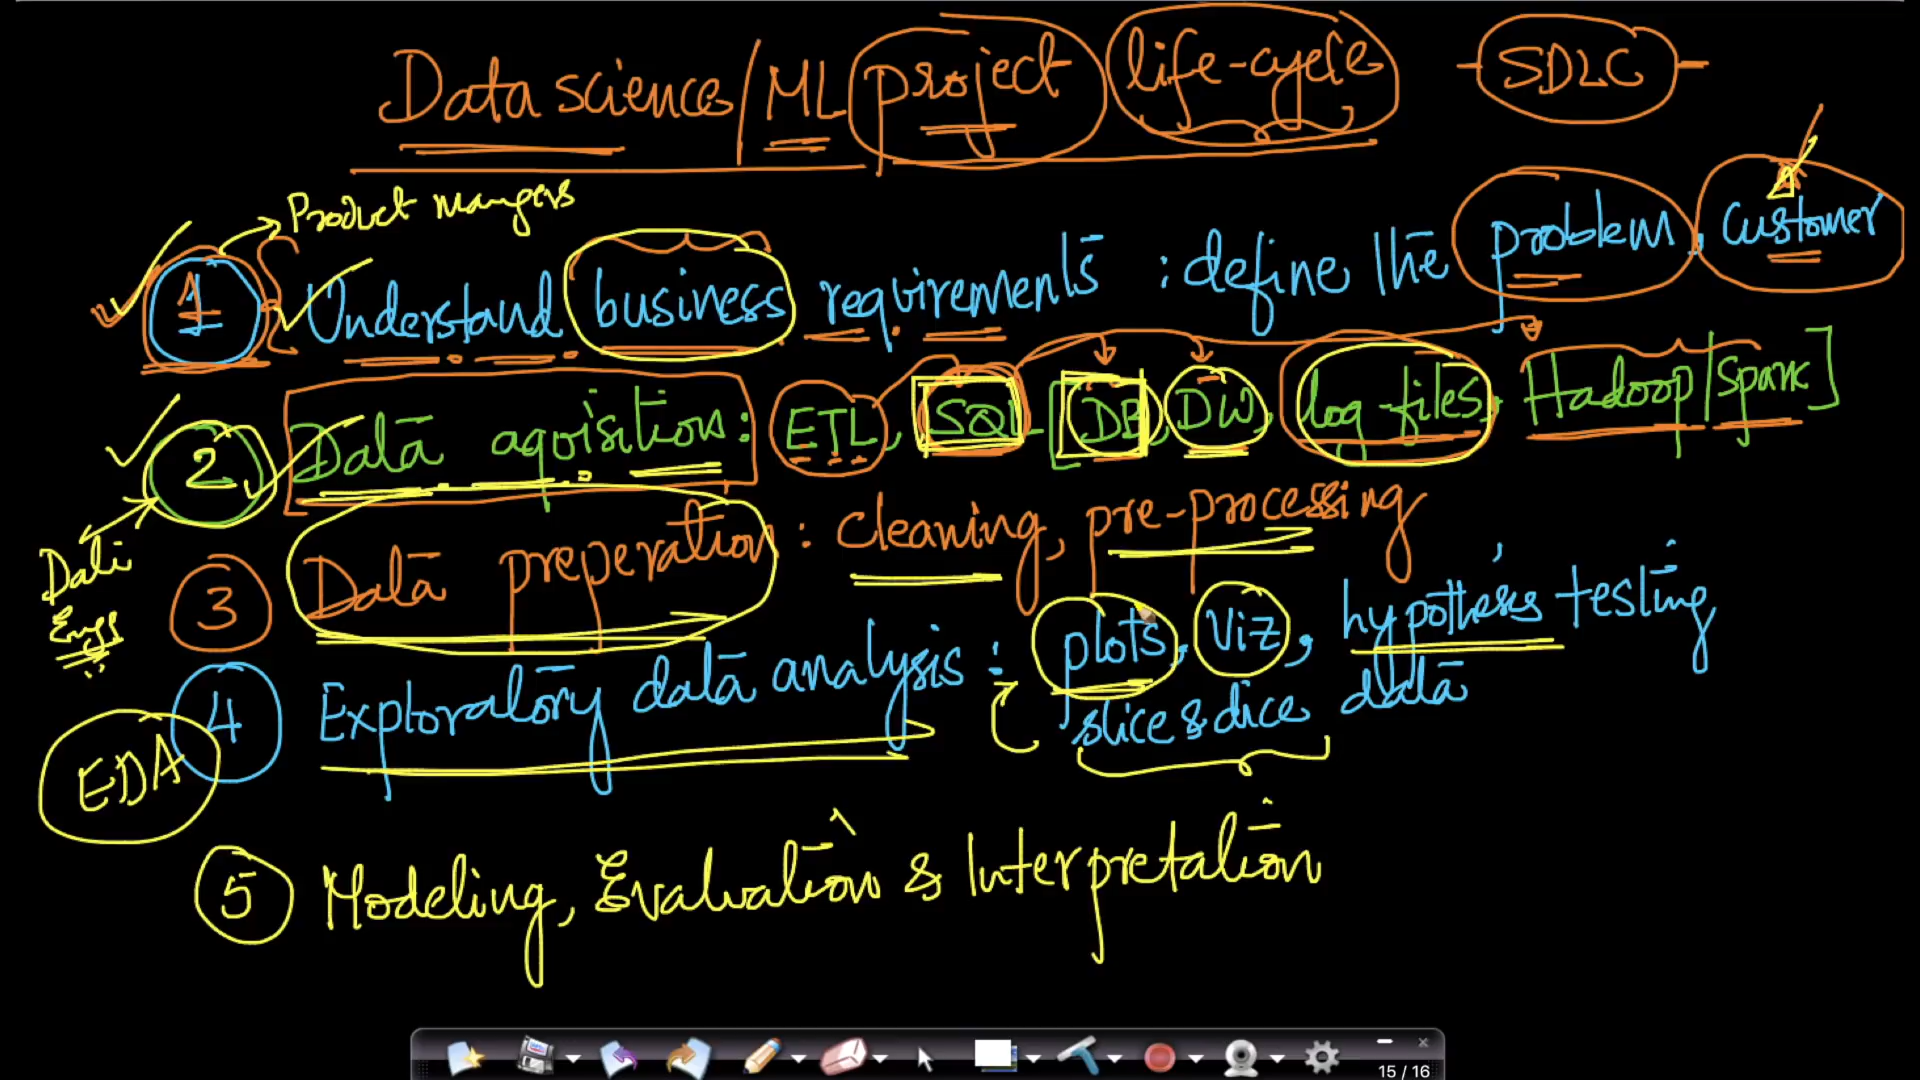 Data science/ML project life-cycle -SDLC-
Product mangers
1 Understand business requirements : define the problem, customer
2 Data aqoisition: ETL, SQL [DB, DW, log-files, Hadoop/Spark]
Data
Engs
3 Data preperation : cleaning, pre-processing
4 Exploratory data analysis : plots, Viz, hypothesis testing
slice & dice data
EDA
5 Modeling, Evaluation & Interpretation
15 / 16